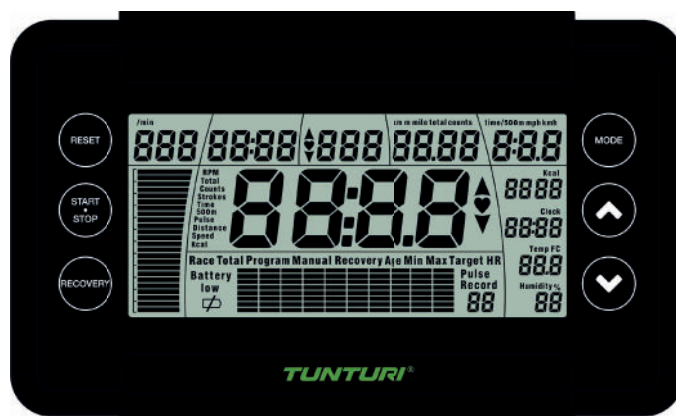 /min
m m mile total counts
Time/500m mph kmh
888 88:88 888 88.88 8:8.8
RESET
START
•
STOP
RECOVERY
MODE
RPM
Total
Counts
Strokes
Time
500m
Pulse
Distance
Speed
Kcal
88:8.8
Kcal
8888
Clock
88:88
Temp FC
88.8
Humidity%
88
Race Total Program Manual Recovery Age Min Max Target HR
Battery
low
Pulse
Record
88
TUNTURI®